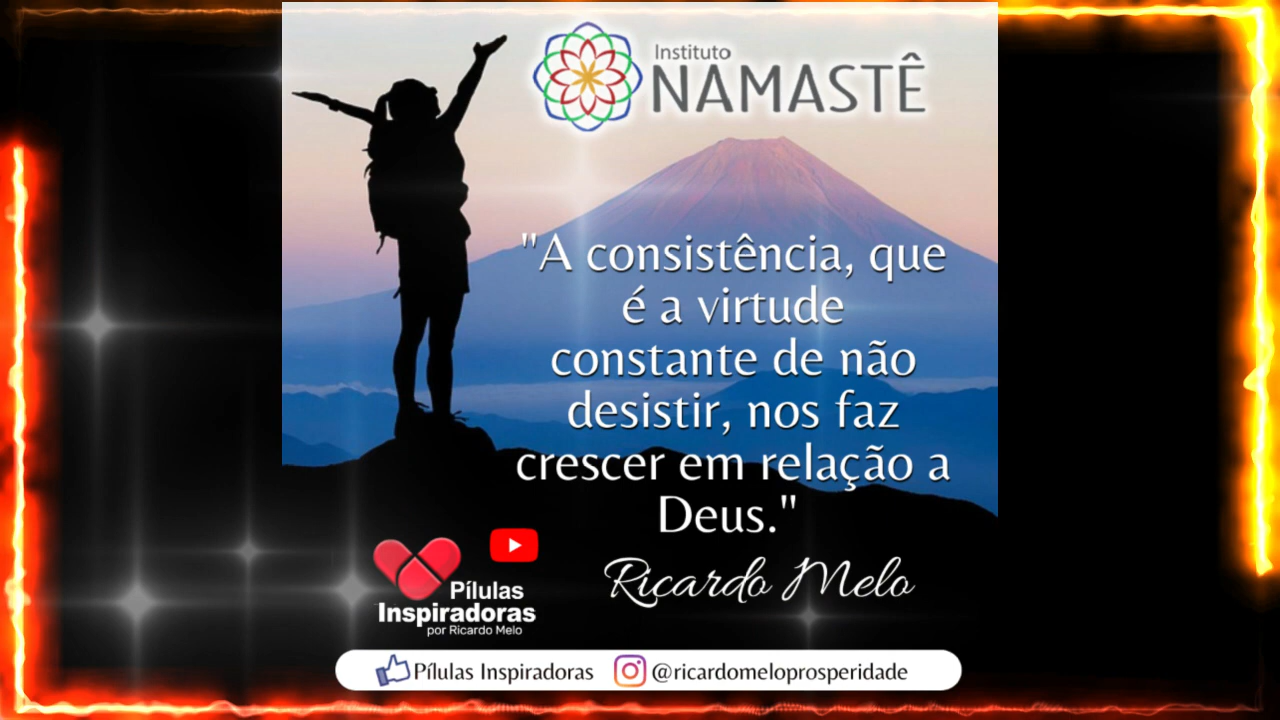 Instituto
NAMASTÊ
"A consistência, que
é a virtude
constante de não
desistir, nos faz
crescer em relação a
Deus."
Ricardo Melo
Pílulas
Inspiradoras
por Ricardo Melo
Pílulas Inspiradoras @ricardomeloprosperidade